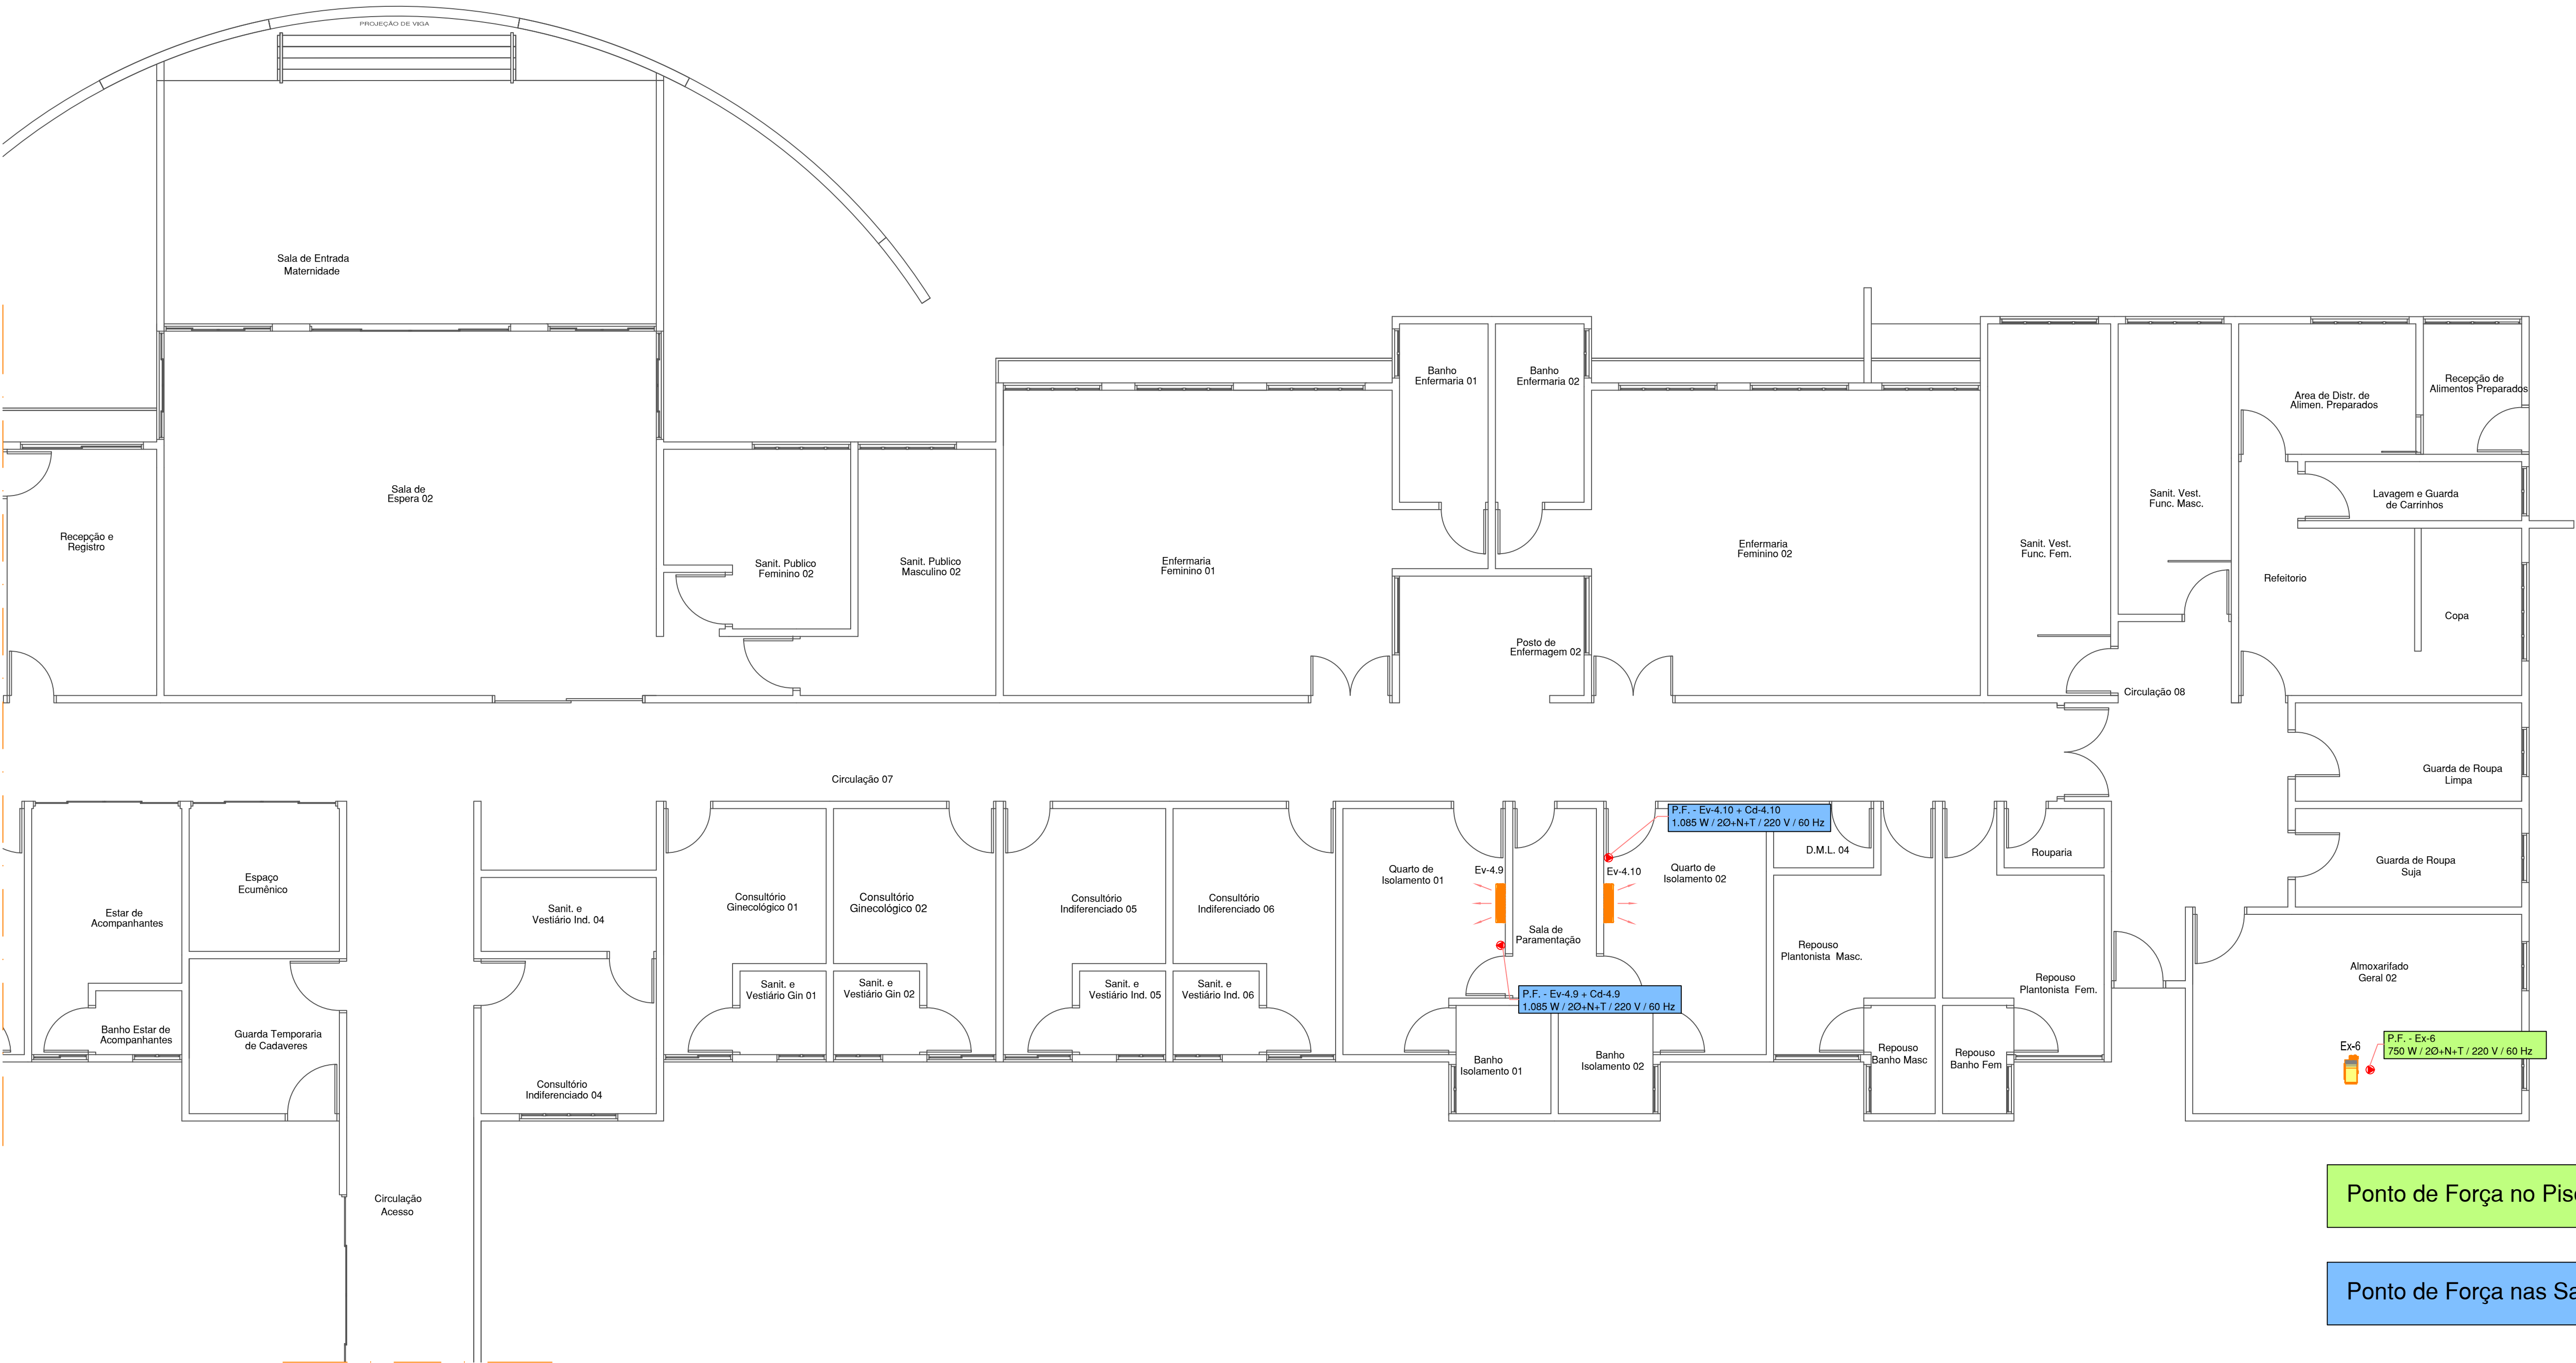 PROJEÇÃO DE VIGA
Sala de Entrada
Maternidade
Sala de
Espera 02
Recepção e
Registro
Sanit. Publico
Feminino 02
Sanit. Publico
Masculino 02
Enfermaria
Feminino 01
Banho
Enfermaria 01
Banho
Enfermaria 02
Posto de
Enfermagem 02
Enfermaria
Feminino 02
Sanit. Vest.
Func. Fem.
Sanit. Vest.
Func. Masc.
Area de Distr. de
Alimen. Preparados
Recepção de
Alimentos Preparados
Lavagem e Guarda
de Carrinhos
Refeitorio
Copa
Circulação 08
Guarda de Roupa
Limpa
Circulação 07
Guarda de Roupa
Suja
Estar de
Acompanhantes
Espaço
Ecumênico
Banho Estar de
Acompanhantes
Guarda Temporaria
de Cadaveres
Sanit. e
Vestiário Ind. 04
Consultório
Indiferenciado 04
Consultório
Ginecológico 01
Consultório
Ginecológico 02
Sanit. e
Vestiário Gin 01
Sanit. e
Vestiário Gin 02
Consultório
Indiferenciado 05
Consultório
Indiferenciado 06
Sanit. e
Vestiário Ind. 05
Sanit. e
Vestiário Ind. 06
Quarto de
Isolamento 01
Ev-4.9
Sala de
Paramentação
Ev-4.10
P.F. - Ev-4.10 + Cd-4.10
1.085 W / 2Ø+N+T / 220 V / 60 Hz
Quarto de
Isolamento 02
P.F. - Ev-4.9 + Cd-4.9
1.085 W / 2Ø+N+T / 220 V / 60 Hz
Banho
Isolamento 01
Banho
Isolamento 02
D.M.L. 04
Rouparia
Repouso
Plantonista Masc.
Repouso
Plantonista Fem.
Repouso
Banho Masc
Repouso
Banho Fem
Almoxarifado
Geral 02
Ex-6
P.F. - Ex-6
750 W / 2Ø+N+T / 220 V / 60 Hz
Circulação
Acesso
Ponto de Força no
Ponto de Força nas